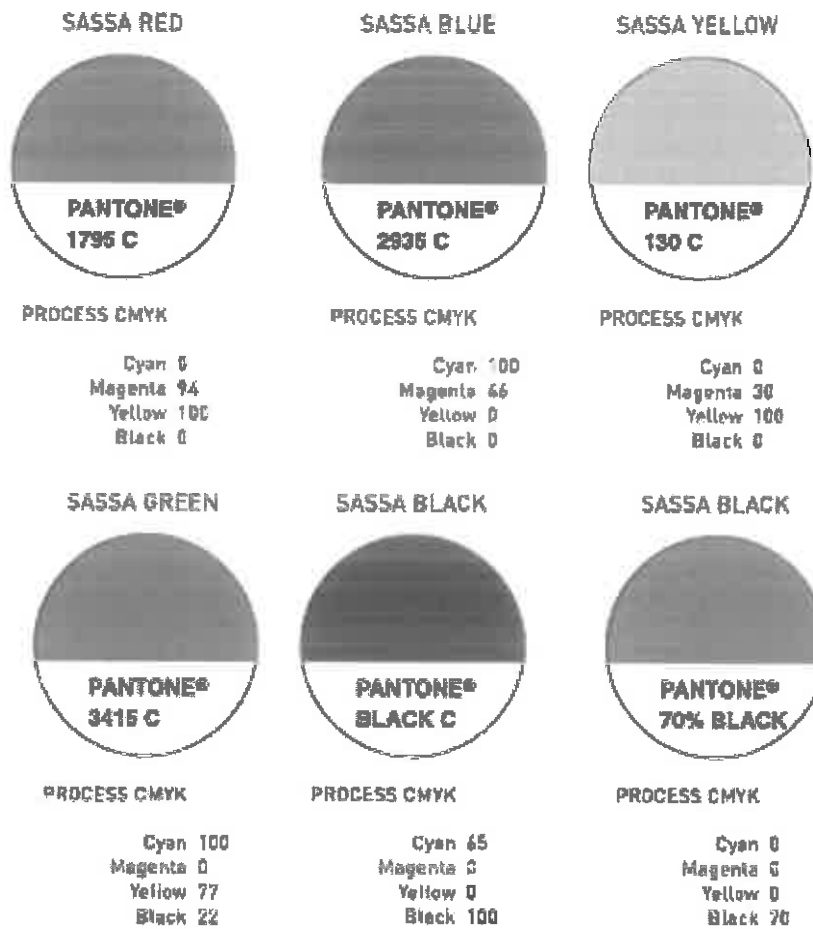 SASSA RED
PANTONE®
1795 C
PROCESS CMYK
Cyan 0
Magenta 94
Yellow 100
Black 0
SASSA BLUE
PANTONE®
2935 C
PROCESS CMYK
Cyan 100
Magenta 66
Yellow 0
Black 0
SASSA YELLOW
PANTONE®
130 C
PROCESS CMYK
Cyan 0
Magenta 30
Yellow 100
Black 0
SASSA GREEN
PANTONE®
3415 C
PROCESS CMYK
Cyan 100
Magenta 0
Yellow 77
Black 22
SASSA BLACK
PANTONE®
BLACK C
PROCESS CMYK
Cyan 65
Magenta 0
Yellow 0
Black 100
SASSA BLACK
PANTONE®
70% BLACK
PROCESS CMYK
Cyan 0
Magenta 0
Yellow 0
Black 70